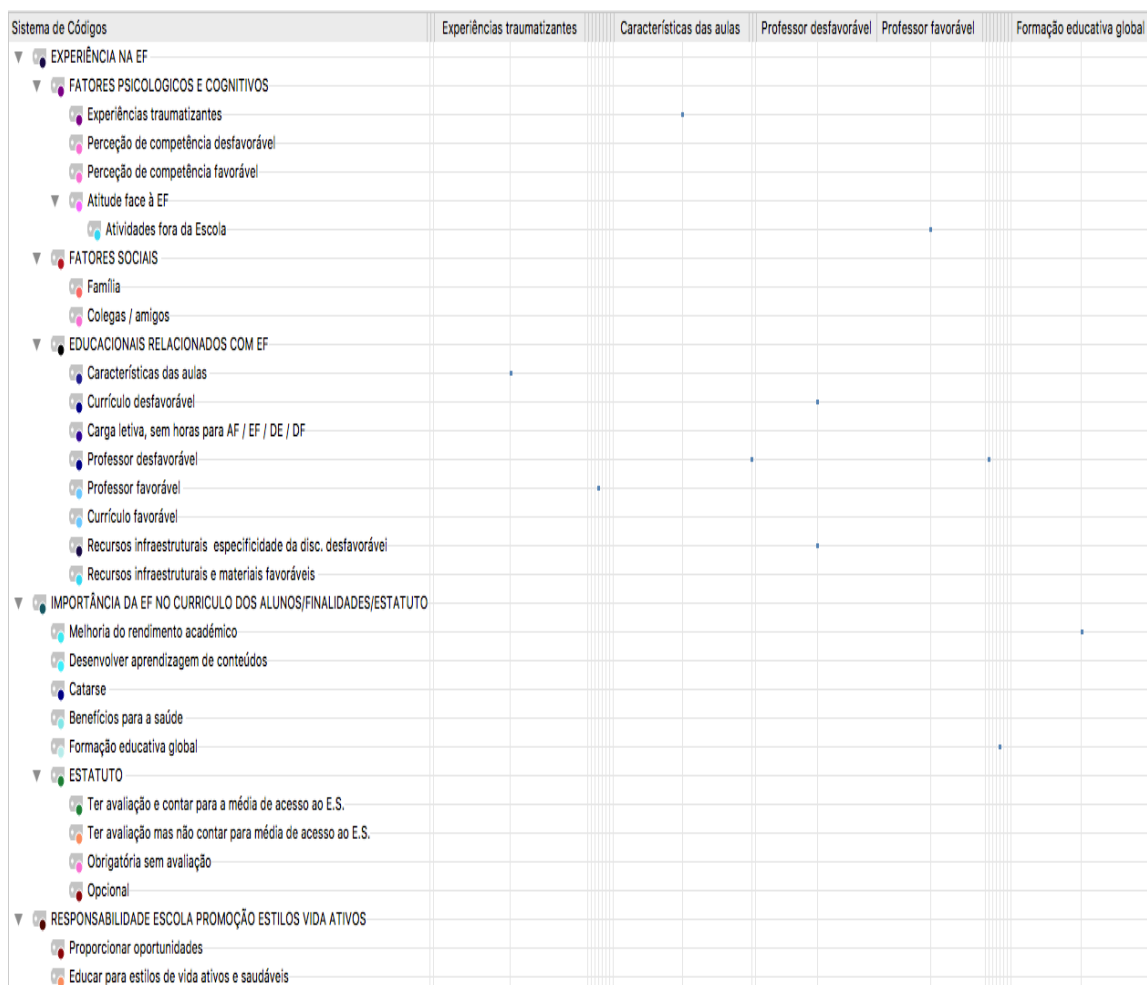 Sistema de Códigos Experiências traumatizantes Características das aulas Professor desfavorável Professor favorável Formação educativa global
EXPERIÊNCIA NA EF
FATORES PSICOLOGICOS E COGNITIVOS
Experiências traumatizantes
Perceção de competência desfavorável
Perceção de competência favorável
Atitude face à EF
Atividades fora da Escola
FATORES SOCIAIS
Família
Colegas / amigos
EDUCACIONAIS RELACIONADOS COM EF
Características das aulas
Currículo desfavorável
Carga letiva, sem horas para AF / EF / DE / DF
Professor desfavorável
Professor favorável
Currículo favorável
Recursos infraestruturais especificidade da disc. desfavorávei
Recursos infraestruturais e materiais favoráveis
IMPORTÂNCIA DA EF NO CURRICULO DOS ALUNOS/FINALIDADES/ESTATUTO
Melhoria do rendimento académico
Desenvolver aprendizagem de conteúdos
Catarse
Benefícios para a saúde
Formação educativa global
ESTATUTO
Ter avaliação e contar para a média de acesso ao E.S.
Ter avaliação mas não contar para média de acesso ao E.S.
Obrigatória sem avaliação
Opcional
RESPONSABILIDADE ESCOLA PROMOÇÃO ESTILOS VIDA ATIVOS
Proporcionar oportunidades
Educar para estilos de vida ativos e saudáveis